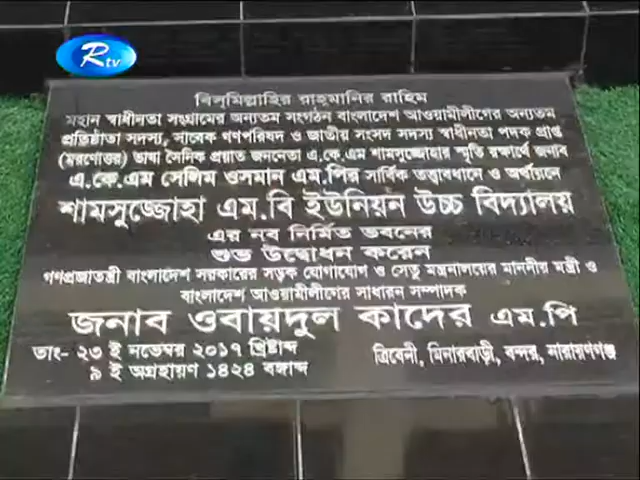 Rtv
বিসমিল্লাহির রাহমানির রাহিম
মহান স্বাধীনতা সংগ্রামের অন্যতম সংগঠন বাংলাদেশ আওয়ামীলীগের অন্যতম
প্রতিষ্ঠাতা সদস্য, সাবেক গণপরিষদ ও জাতীয় সংসদ সদস্য স্বাধীনতা পদক প্রাপ্ত
(মরণোত্তর) ভাষা সৈনিক প্রয়াত জননেতা এ.কে.এম শামসুজ্জোহার স্মৃতি রক্ষার্থে জনাব
এ.কে.এম সেলিম ওসমান এম.পির সার্বিক তত্ত্বাবধানে ও অর্থায়নে
শামসুজ্জোহা এম.বি ইউনিয়ন উচ্চ বিদ্যালয়
এর নব নির্মিত ভবনের
শুভ উদ্বোধন করেন
গণপ্রজাতন্ত্রী বাংলাদেশ সরকারের সড়ক যোগাযোগ ও সেতু মন্ত্রনালয়ের মাননীয় মন্ত্রী ও
বাংলাদেশ আওয়ামীলীগের সাধারন সম্পাদক
জনাব ওবায়দুল কাদের এম.পি
তাং- ২৩ ই নভেম্বর ২০১৭ খ্রিষ্টাব্দ
৯ ই অগ্রহায়ণ ১৪২৪ বঙ্গাব্দ
ত্রিবেনী, মিনারবাড়ী, বন্দর, নারায়ণগঞ্জ